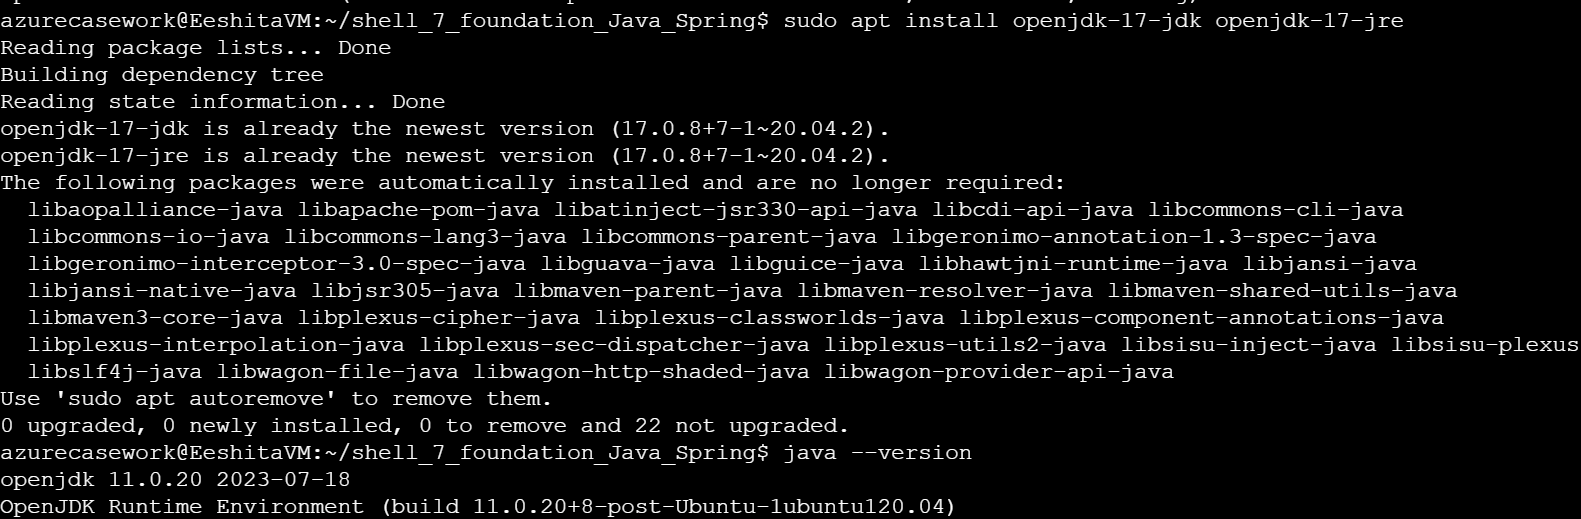 azurecasework@EeshitaVM:~/shell_7_foundation_Java_Spring$ sudo apt install openjdk-17-jdk openjdk-17-jre
Reading package lists... Done
Building dependency tree
Reading state information... Done
openjdk-17-jdk is already the newest version (17.0.8+7-1~20.04.2).
openjdk-17-jre is already the newest version (17.0.8+7-1~20.04.2).
The following packages were automatically installed and are no longer required:
  libaopalliance-java libapache-pom-java libatinject-jsr330-api-java libcdi-api-java libcommons-cli-java
  libcommons-io-java libcommons-lang3-java libcommons-parent-java libgeronimo-annotation-1.3-spec-java
  libgeronimo-interceptor-3.0-spec-java libguava-java libguice-java libhawtjni-runtime-java libjansi-java
  libjansi-native-java libjsr305-java libmaven-parent-java libmaven-resolver-java libmaven-shared-utils-java
  libmaven3-core-java libplexus-cipher-java libplexus-classworlds-java libplexus-component-annotations-java
  libplexus-interpolation-java libplexus-sec-dispatcher-java libplexus-utils2-java libsisu-inject-java libsisu-plexus
  libslf4j-java libwagon-file-java libwagon-http-shaded-java libwagon-provider-api-java
Use 'sudo apt autoremove' to remove them.
0 upgraded, 0 newly installed, 0 to remove and 22 not upgraded.
azurecasework@EeshitaVM:~/shell_7_foundation_Java_Spring$ java --version
openjdk 11.0.20 2023-07-18
OpenJDK Runtime Environment (build 11.0.20+8-post-Ubuntu-1ubuntu120.04)